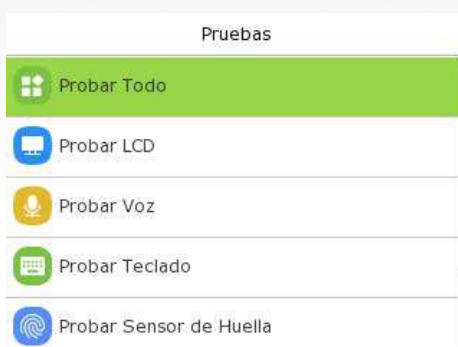 Pruebas
Probar Todo
Probar LCD
Probar Voz
Probar Teclado
Probar Sensor de Huella